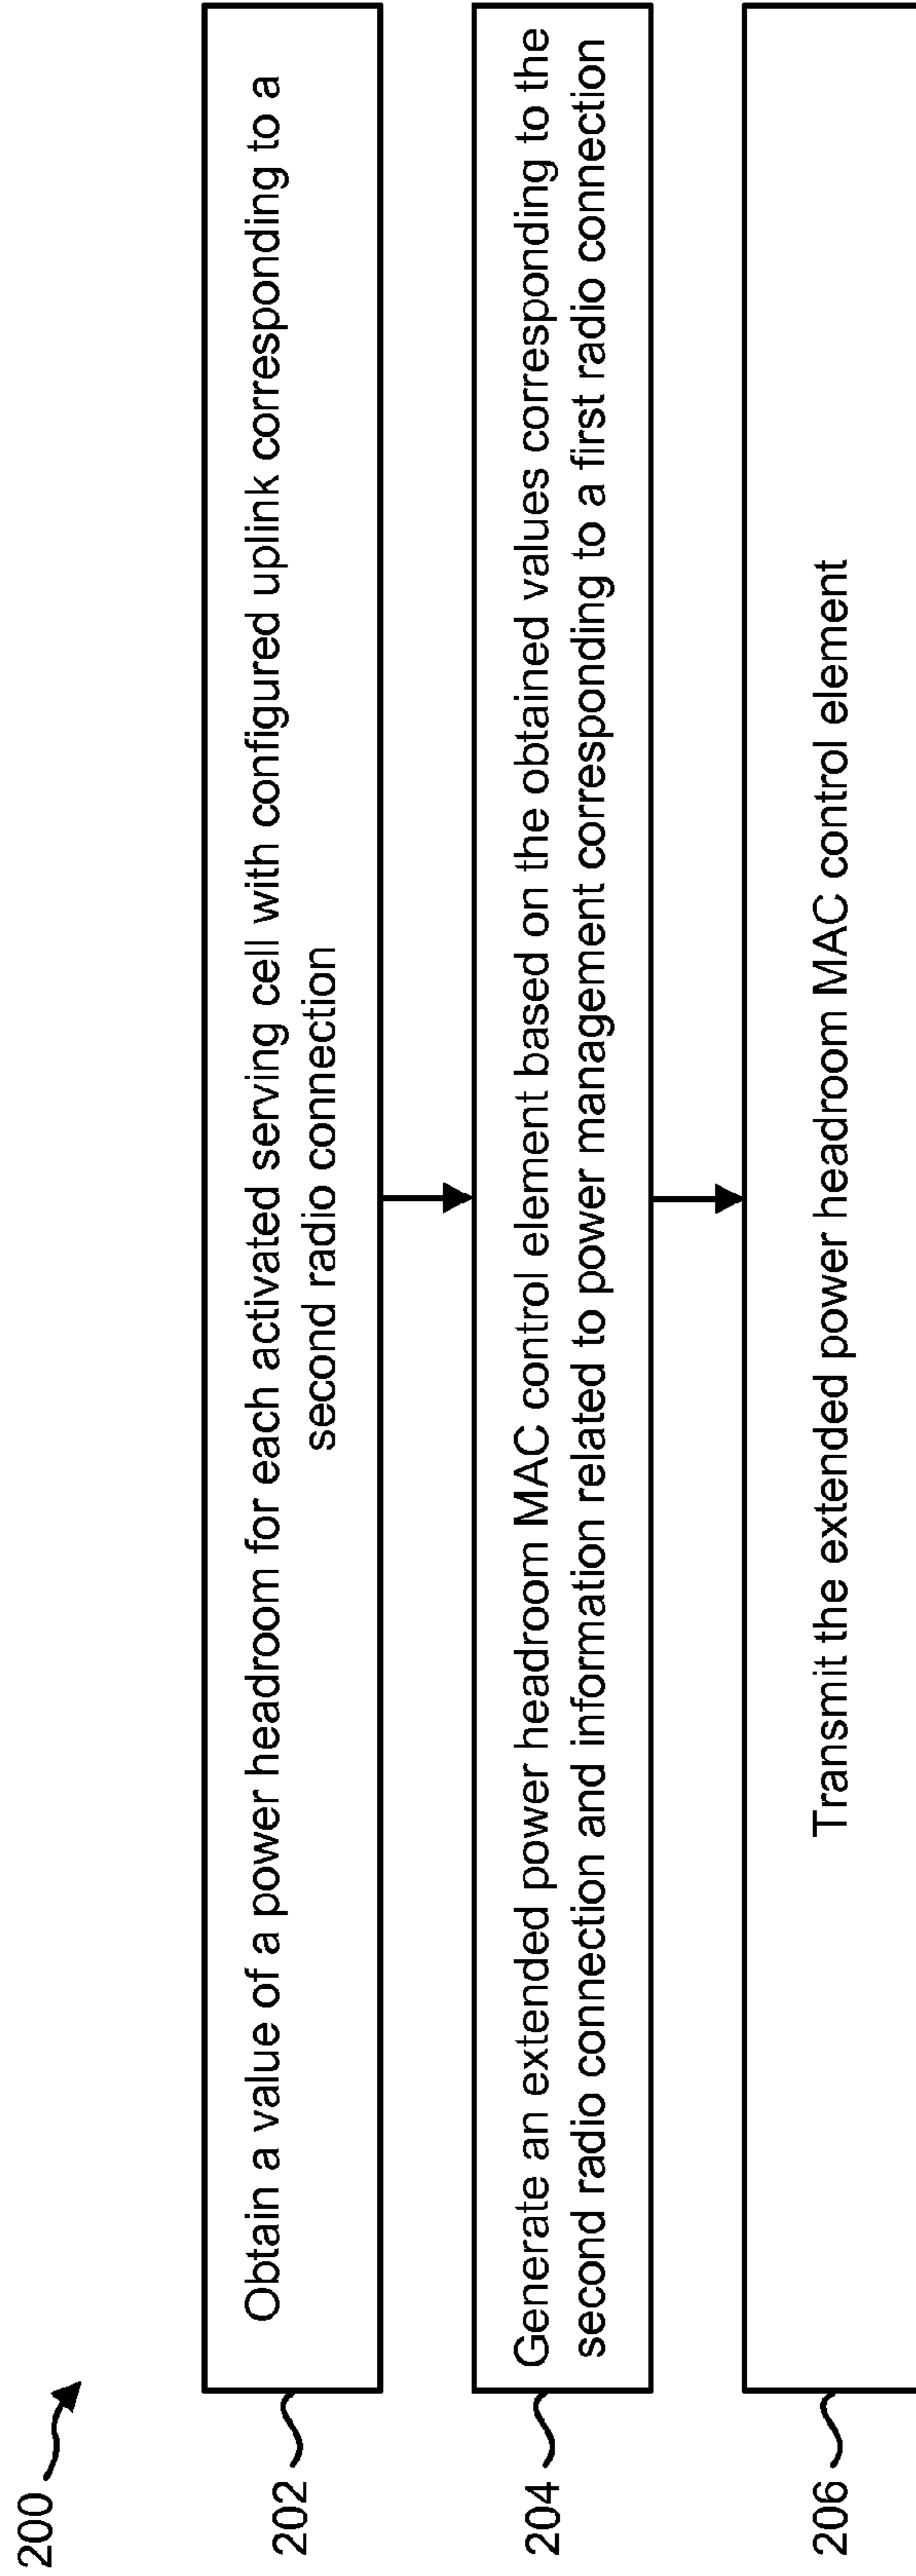 200
202
Obtain a value of a power headroom for each activated serving cell with configured uplink corresponding to a
second radio connection
204
Generate an extended power headroom MAC control element based on the obtained values corresponding to the
second radio connection and information related to power management corresponding to a first radio connection
206
Transmit the extended power headroom MAC control element